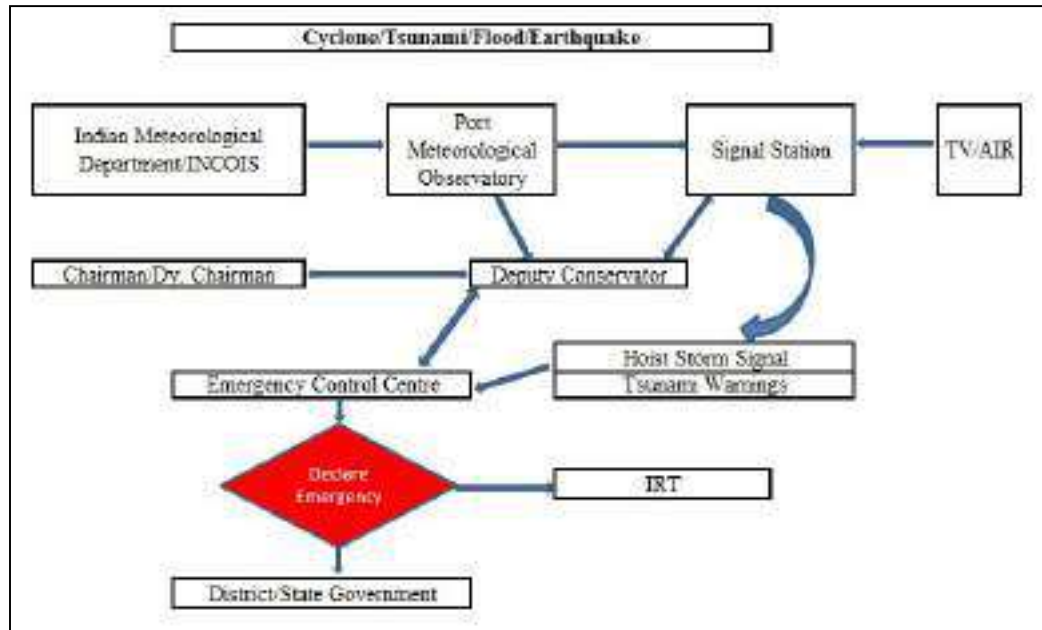 Cyclone/Tsunami/Flood/Earthquake
Indian Meteorological
Department/INCOIS
Port
Meteorological
Observatory
Signal Station
TV/AIR
Chairman/Dy. Chairman
Deputy Conservator
Hoist Storm Signal
Tsunami Warnings
Emergency Control Centre
Declare
Emergency
IRT
District/State Government